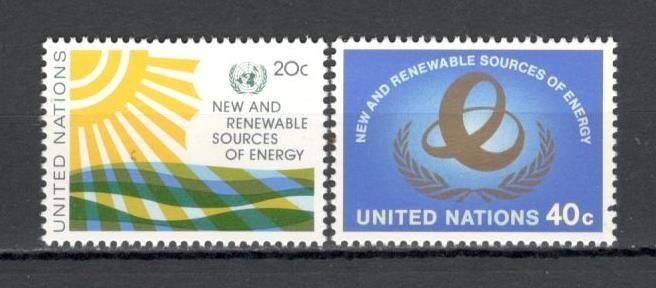 UNITED NATIONS
20c
NEW AND
RENEWABLE
SOURCES
OF ENERGY
NEW AND RENEWABLE SOURCES OF ENERGY
UNITED NATIONS 40c